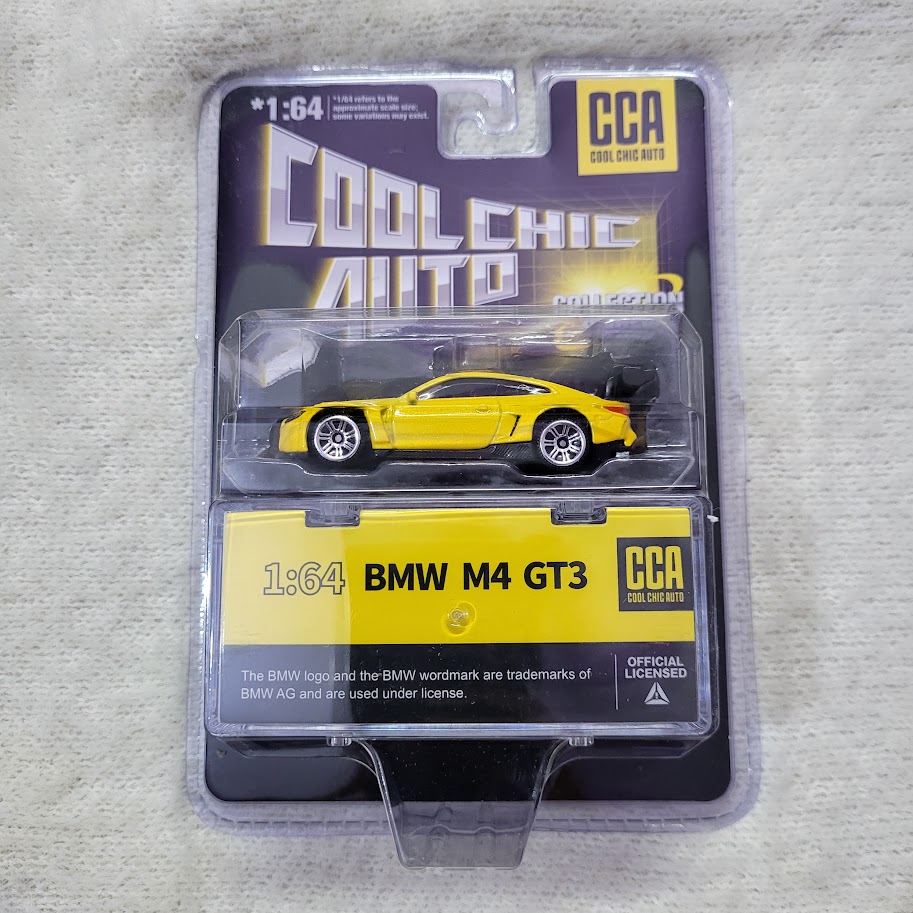 *1:64
*1/64 refers to the
approximate scale size;
some variations may exist.
CCA
COOL CHIC AUTO
COOL CHIC
AUTO
COLLECTION
1:64 BMW M4 GT3
CCA
COOL CHIC AUTO
The BMW logo and the BMW wordmark are trademarks of
BMW AG and are used under license.
OFFICIAL
LICENSED